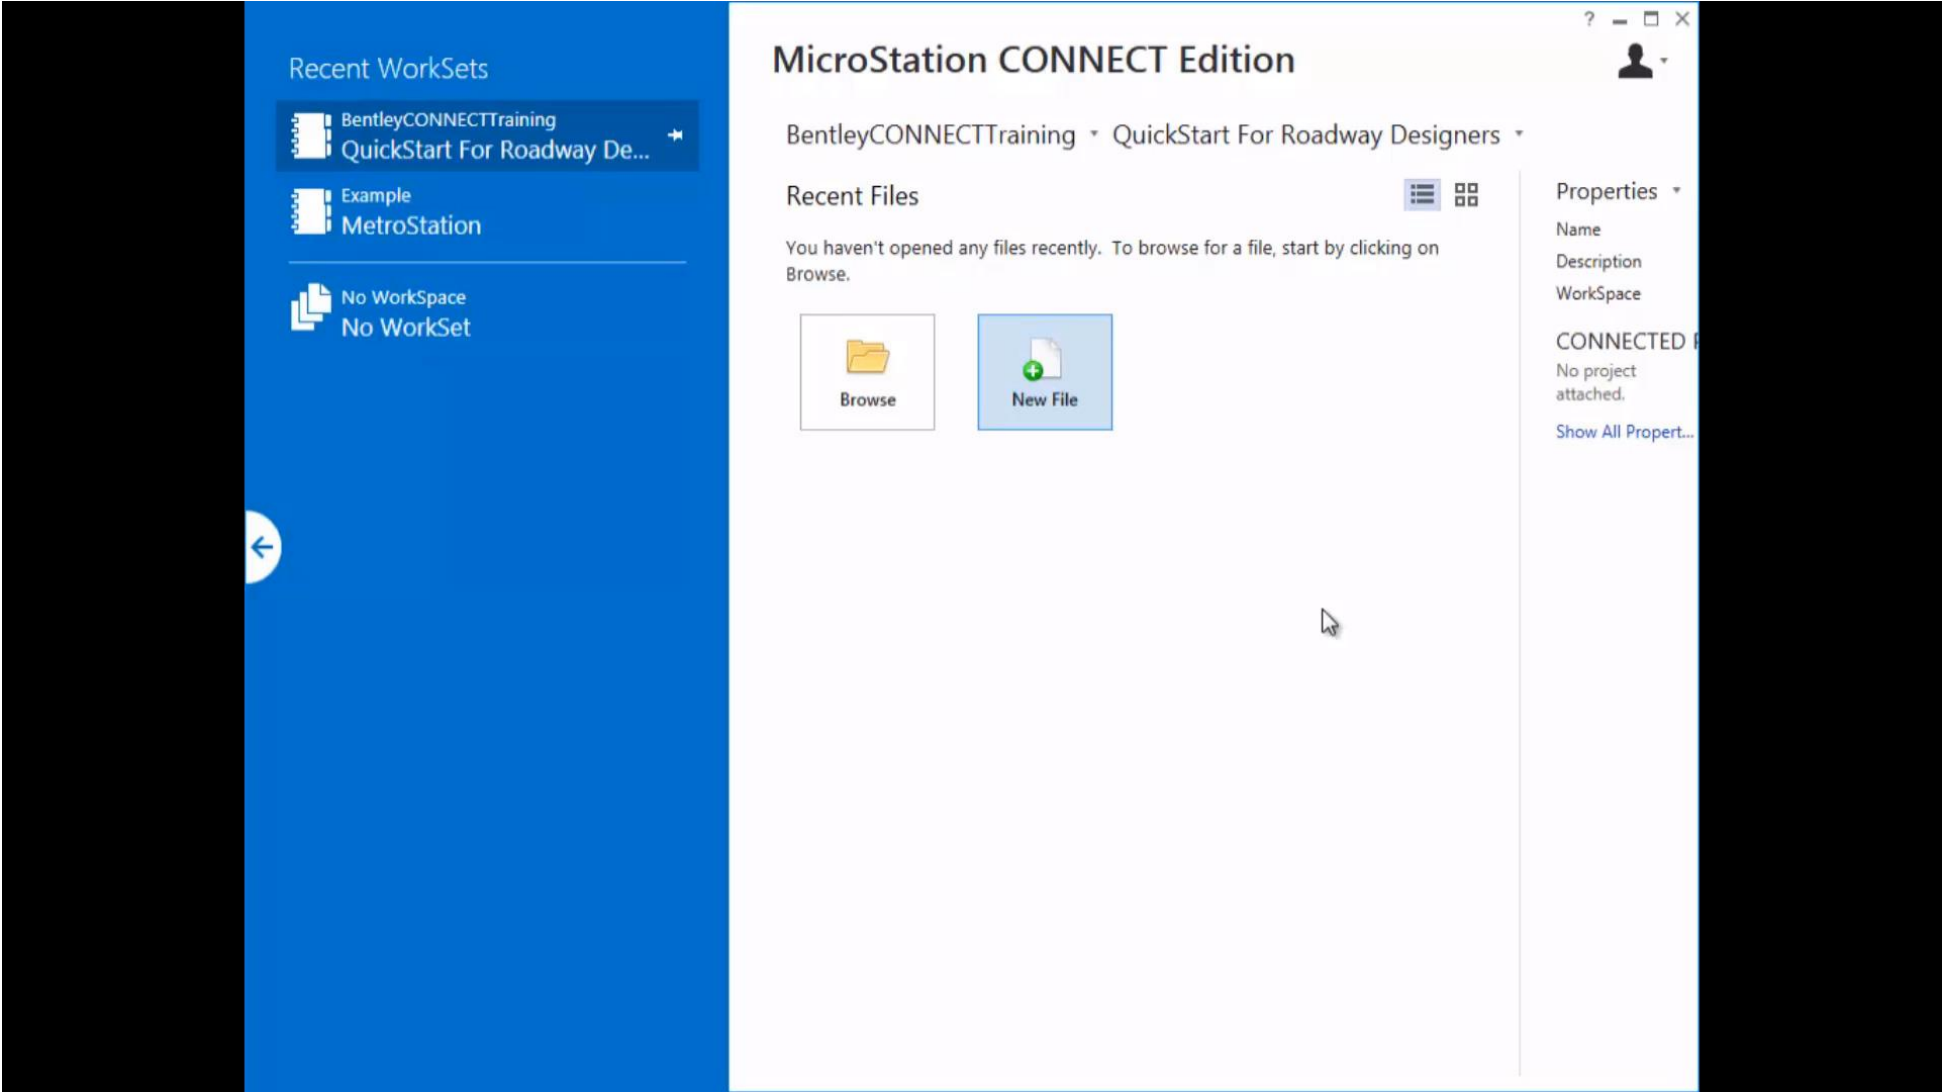 Recent WorkSets
BentleyCONNECTTraining
QuickStart For Roadway De...
Example
MetroStation
No WorkSpace
No WorkSet
?
MicroStation CONNECT Edition
BentleyCONNECTTraining
QuickStart For Roadway Designers
Recent Files
You haven't opened any files recently. To browse for a file, start by clicking on
Browse.
Browse
New File
Properties
Name
Description
WorkSpace
CONNECTED
No project
attached.
Show All Propert...